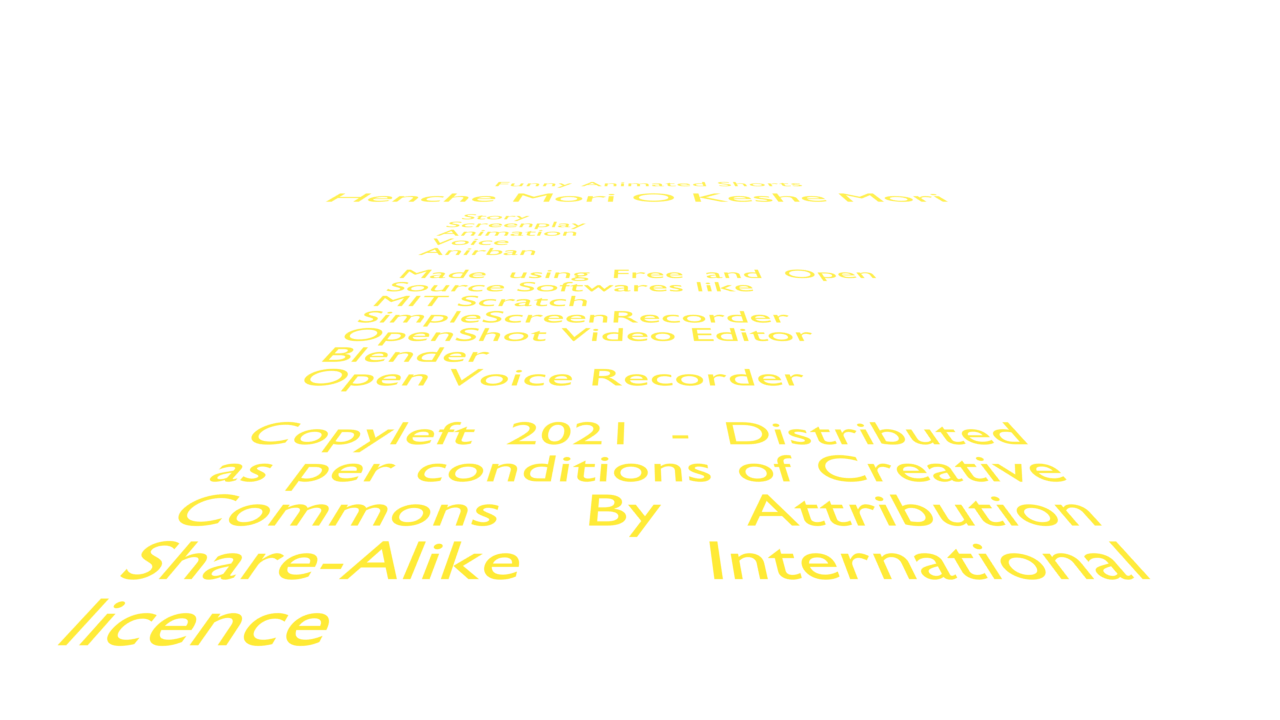 Funny Animated Shorts
Henche Mori O Keshe Mori
Story
Screenplay
Animation
Voice
Anirban
Made using Free and Open
Source Softwares like
MIT Scratch
SimpleScreenRecorder
OpenShot Video Editor
Blender
Open Voice Recorder
Copyleft 2021 - Distributed
as per conditions of Creative
Commons By Attribution
Share-Alike International
licence